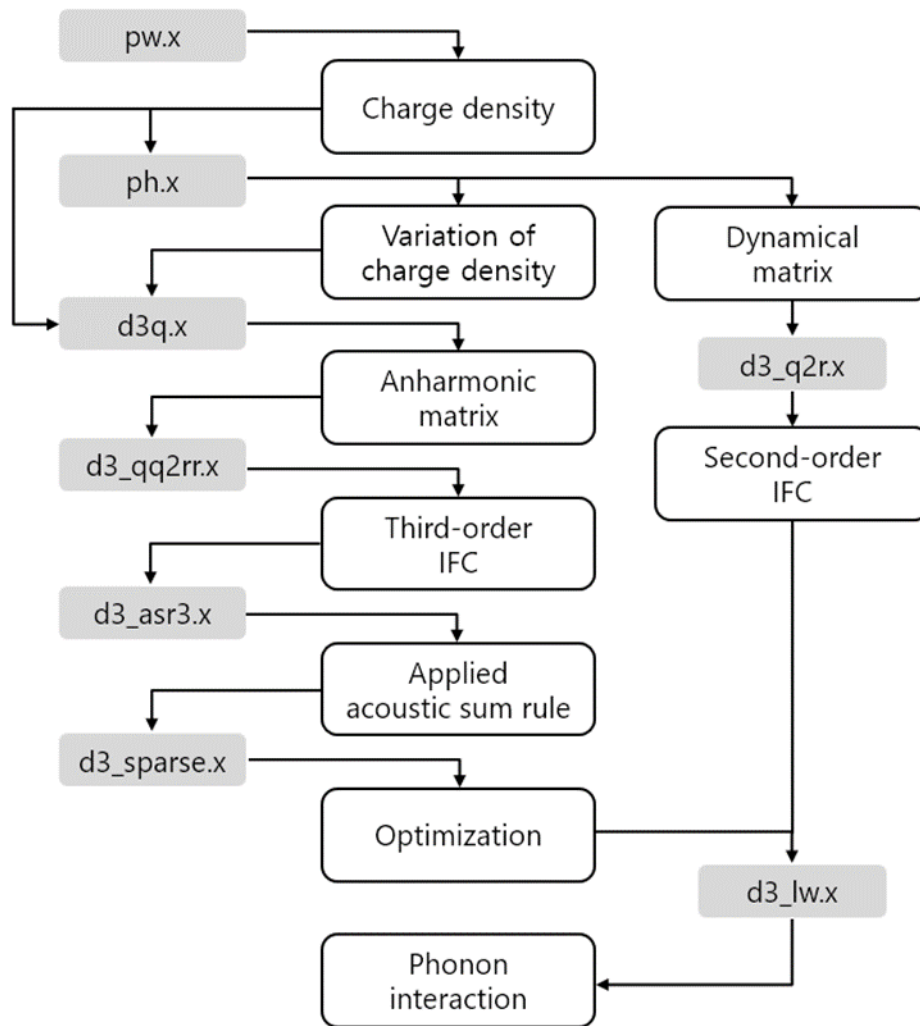 pw.x
Charge density
ph.x
Variation of
charge density
Dynamical
matrix
d3q.x
Anharmonic
matrix
d3_q2r.x
d3_qq2rr.x
Second-order
IFC
Third-order
IFC
d3_asr3.x
Applied
acoustic sum rule
d3_sparse.x
Optimization
d3_lw.x
Phonon
interaction